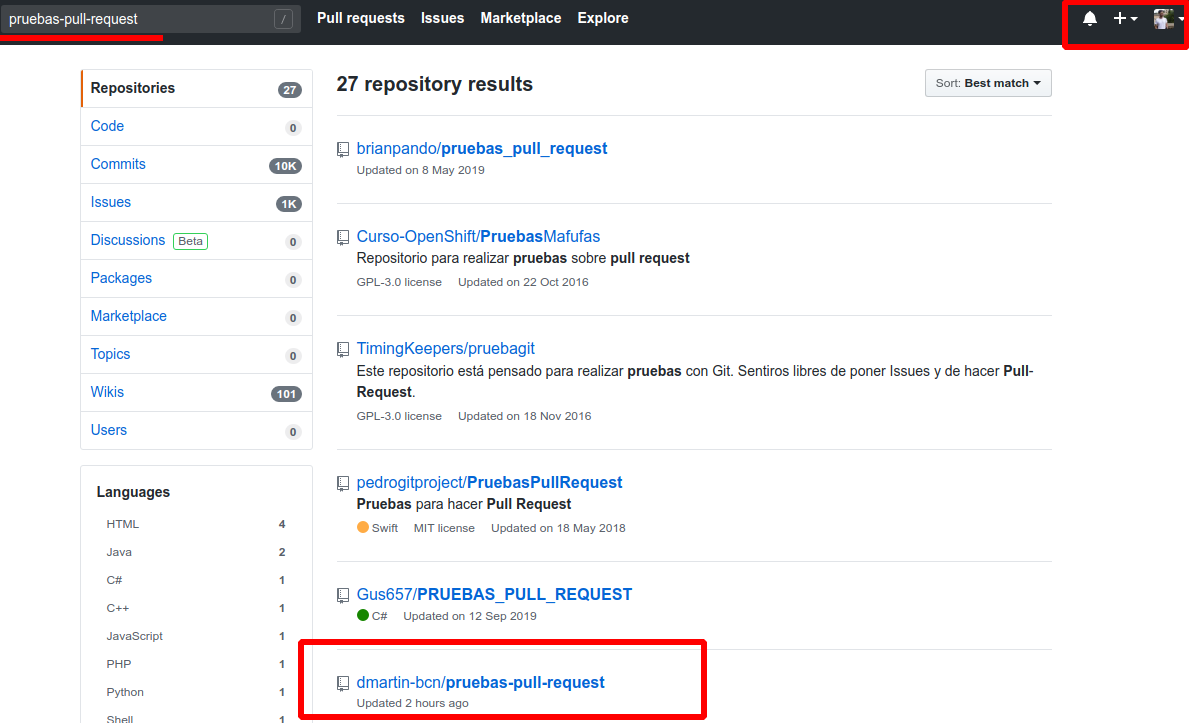 pruebas-pull-request /
Pull requests Issues Marketplace Explore
Repositories 27
Code 0
Commits 10K
Issues 1K
Discussions Beta 0
Packages 0
Marketplace 0
Topics 0
Wikis 101
Users 0
Languages
HTML 4
Java 2
C# 1
C++ 1
JavaScript 1
PHP 1
Python 1
Shell 1
27 repository results
Sort: Best match
brianpando/pruebas_pull_request
Updated on 8 May 2019
Curso-OpenShift/PruebasMafufas
Repositorio para realizar pruebas sobre pull request
GPL-3.0 license Updated on 22 Oct 2016
TimingKeepers/pruebagit
Este repositorio está pensado para realizar pruebas con Git. Sentiros libres de poner Issues y de hacer Pull-
Request.
GPL-3.0 license Updated on 18 Nov 2016
pedrogitproject/PruebasPullRequest
Pruebas para hacer Pull Request
Swift MIT license Updated on 18 May 2018
Gus657/PRUEBAS_PULL_REQUEST
C# Updated on 12 Sep 2019
dmartin-bcn/pruebas-pull-request
Updated 2 hours ago